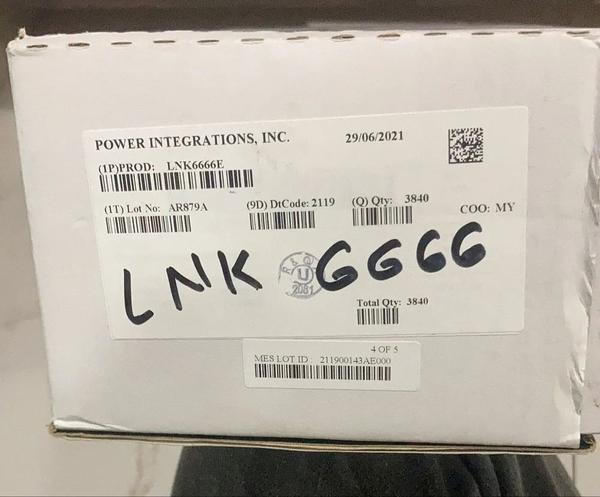 POWER INTEGRATIONS, INC. 29/06/2021
(1P)PROD: LNK6666E
(1T) Lot No: AR879A (9D) DtCode: 2119 (Q) Qty: 3840 COO: MY
LNK 6666
U
2081
Total Qty: 3840
4 OF 5
MES LOT ID : 211900143AE000